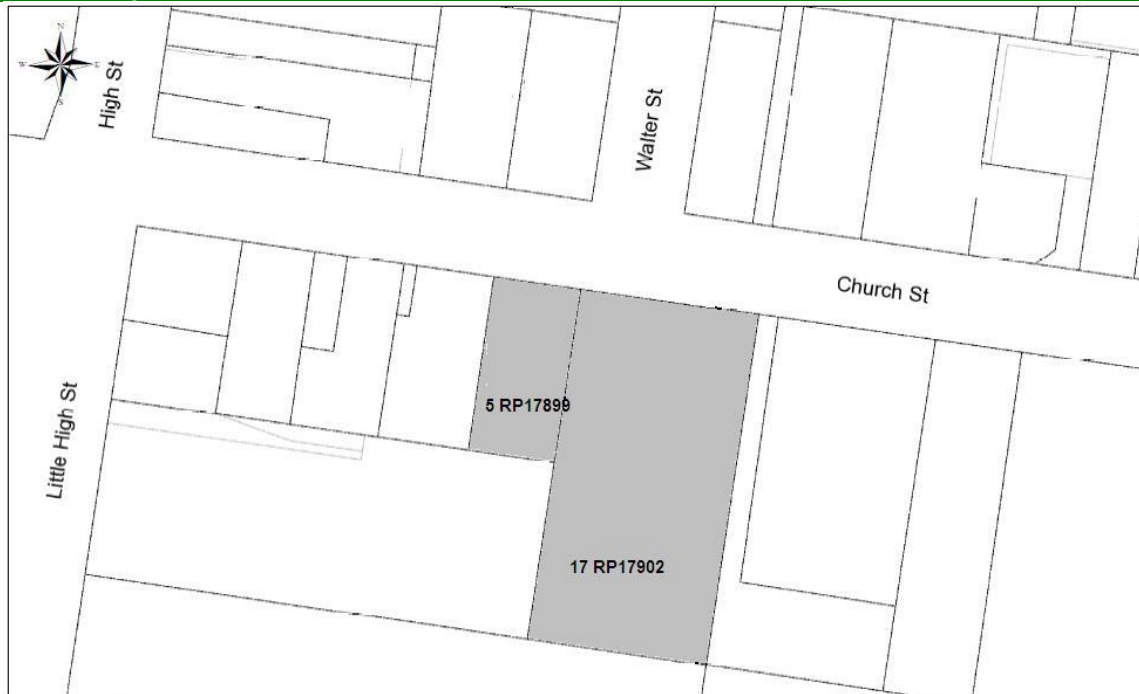 N
W E
S
High St
Walter St
Church St
Little High St
5 RP17899
17 RP17902